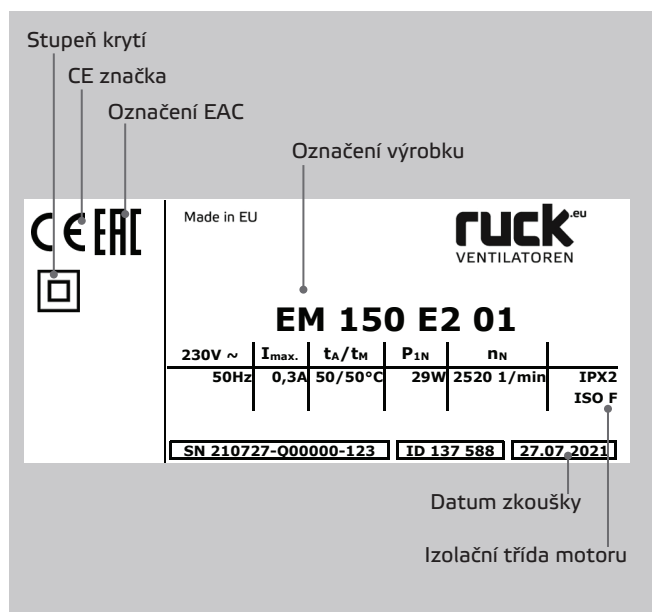 Stupeň krytí
CE značka
Označení EAC
Označení výrobku
CE EAC
Made in EU
ruck.eu
VENTILATOREN
EM 150 E2 01
230V ~ Imax. tA/tM P1N nN
50Hz 0,3A 50/50°C 29W 2520 1/min IPX2
ISO F
SN 210727-Q00000-123 ID 137 588 27.07.2021
Datum zkoušky
Izolační třída motoru